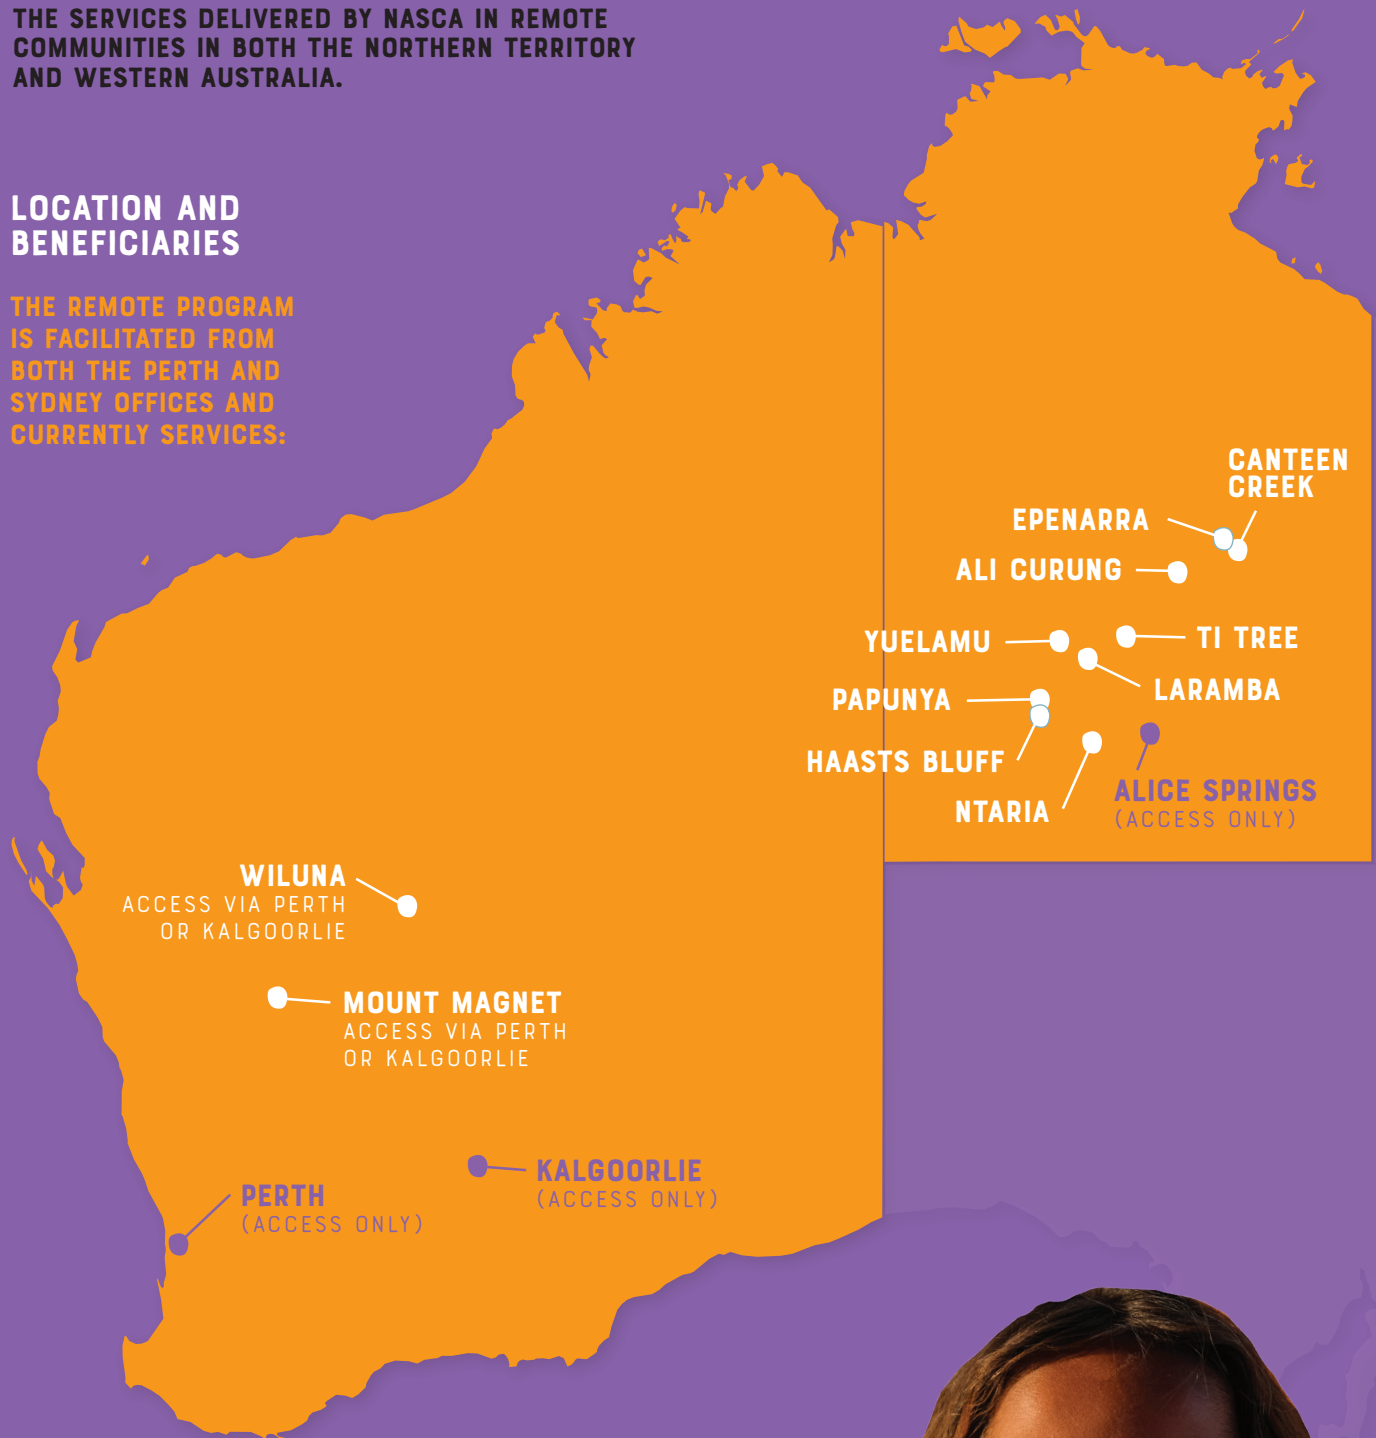 THE SERVICES DELIVERED BY NASCA IN REMOTE
COMMUNITIES IN BOTH THE NORTHERN TERRITORY
AND WESTERN AUSTRALIA.
LOCATION AND
BENEFICIARIES
THE REMOTE PROGRAM
IS FACILITATED FROM
BOTH THE PERTH AND
SYDNEY OFFICES AND
CURRENTLY SERVICES:
CANTEEN
CREEK
EPENARRA
ALI CURUNG
YUELAMU
TI TREE
LARAMBA
PAPUNYA
HAASTS BLUFF
NTARIA
ALICE SPRINGS
(ACCESS ONLY)
WILUNA
ACCESS VIA PERTH
OR KALGOORLIE
MOUNT MAGNET
ACCESS VIA PERTH
OR KALGOORLIE
KALGOORLIE
(ACCESS ONLY)
PERTH
(ACCESS ONLY)